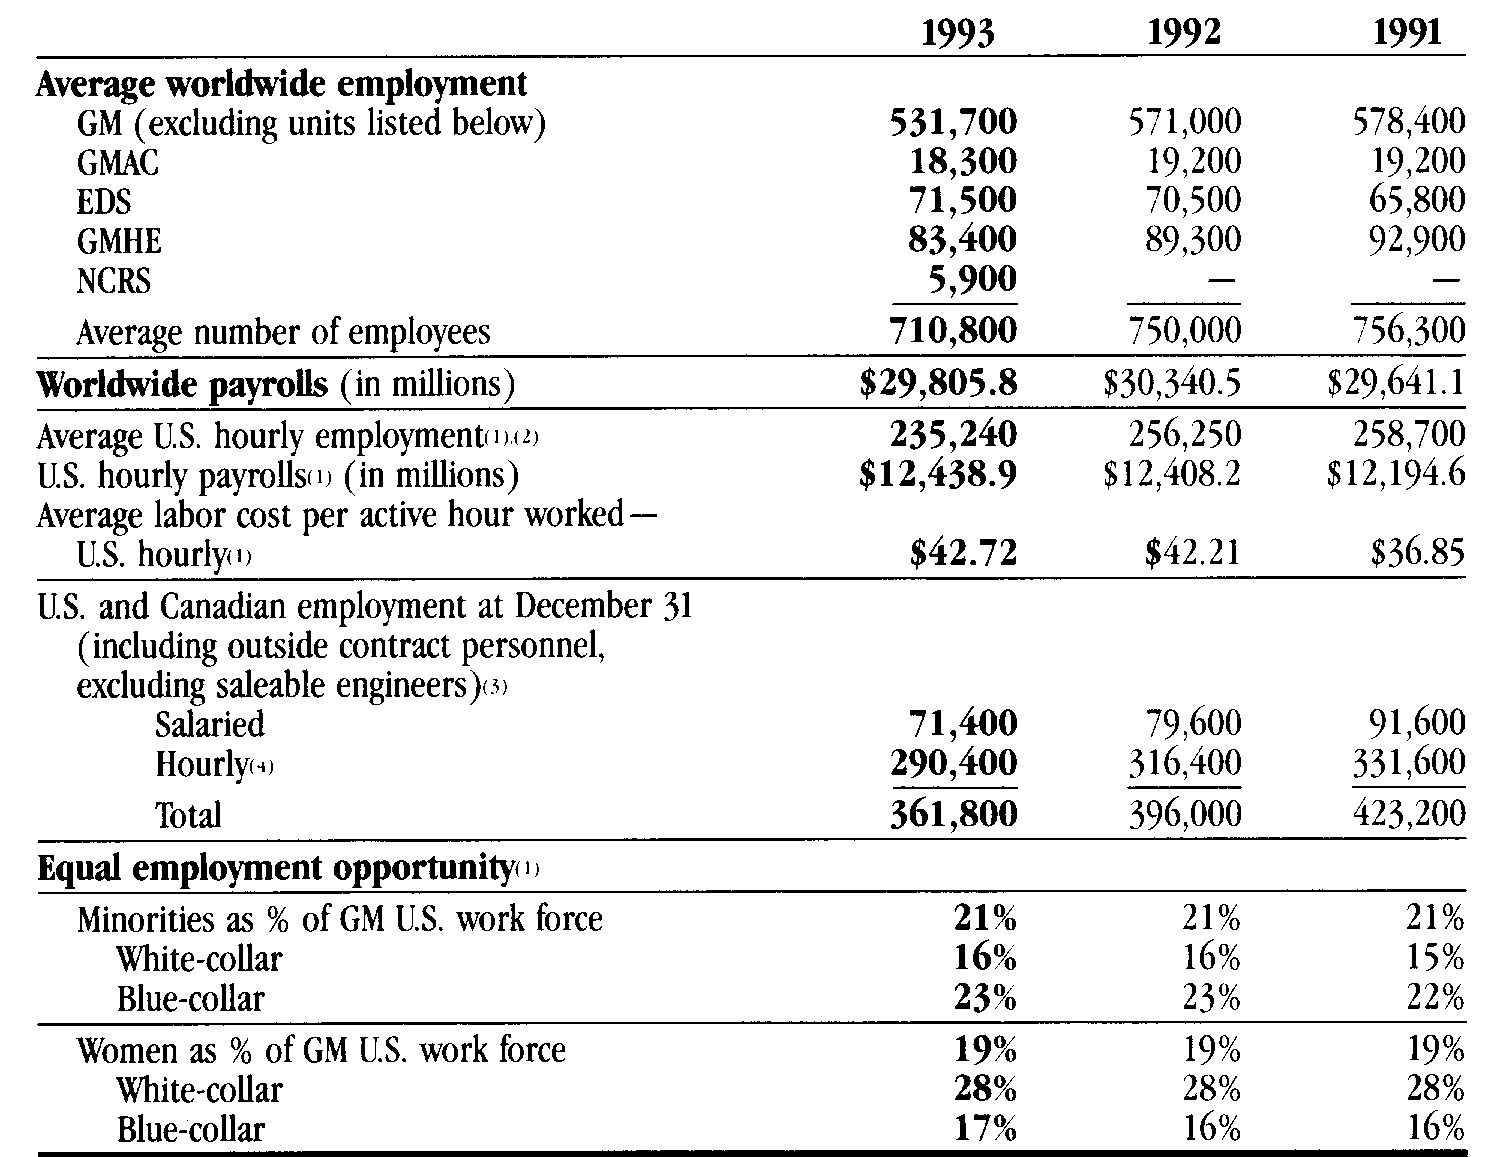 1993 1992 1991
Average worldwide employment
GM (excluding units listed below) 531,700 571,000 578,400
GMAC 18,300 19,200 19,200
EDS 71,500 70,500 65,800
GMHE 83,400 89,300 92,900
NCRS 5,900 — —
Average number of employees 710,800 750,000 756,300
Worldwide payrolls (in millions) $29,805.8 $30,340.5 $29,641.1
Average U.S. hourly employment(1),(2) 235,240 256,250 258,700
U.S. hourly payrolls(1) (in millions) $12,438.9 $12,408.2 $12,194.6
Average labor cost per active hour worked—
U.S. hourly(1) $42.72 $42.21 $36.85
U.S. and Canadian employment at December 31
(including outside contract personnel,
excluding saleable engineers)(3)
Salaried 71,400 79,600 91,600
Hourly(4) 290,400 316,400 331,600
Total 361,800 396,000 423,200
Equal employment opportunity(1)
Minorities as % of GM U.S. work force 21% 21% 21%
White-collar 16% 16% 15%
Blue-collar 23% 23% 22%
Women as % of GM U.S. work force 19% 19% 19%
White-collar 28% 28% 28%
Blue-collar 17% 16% 16%